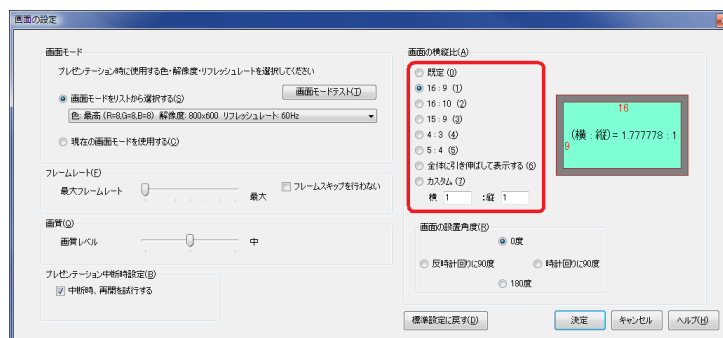 画面の設定
画面モード
プレゼンテーション時に使用する色・解像度・リフレッシュレートを選択してください
画面モードをリストから選択する(S)
画面モードテスト(T)
色: 最高 (R=8,G=8,B=8) 解像度: 800x600 リフレッシュレート: 60Hz
現在の画面モードを使用する(C)
フレームレート(F)
最大フレームレート
最大
フレームスキップを行わない
画質(Q)
画質レベル
中
プレゼンテーション中断時設定(B)
中断時、再開を試行する
画面の横縦比(A)
既定 (0)
16 : 9 (1)
16 : 10 (2)
15 : 9 (3)
4 : 3 (4)
5 : 4 (5)
全体に引き伸ばして表示する (6)
カスタム (7)
横 1 :縦 1
16
(横 : 縦)= 1.777778 : 1
9
画面の設置角度(R)
0度
反時計回りに90度
時計回りに90度
180度
標準設定に戻す(D)
決定
キャンセル
ヘルプ(H)